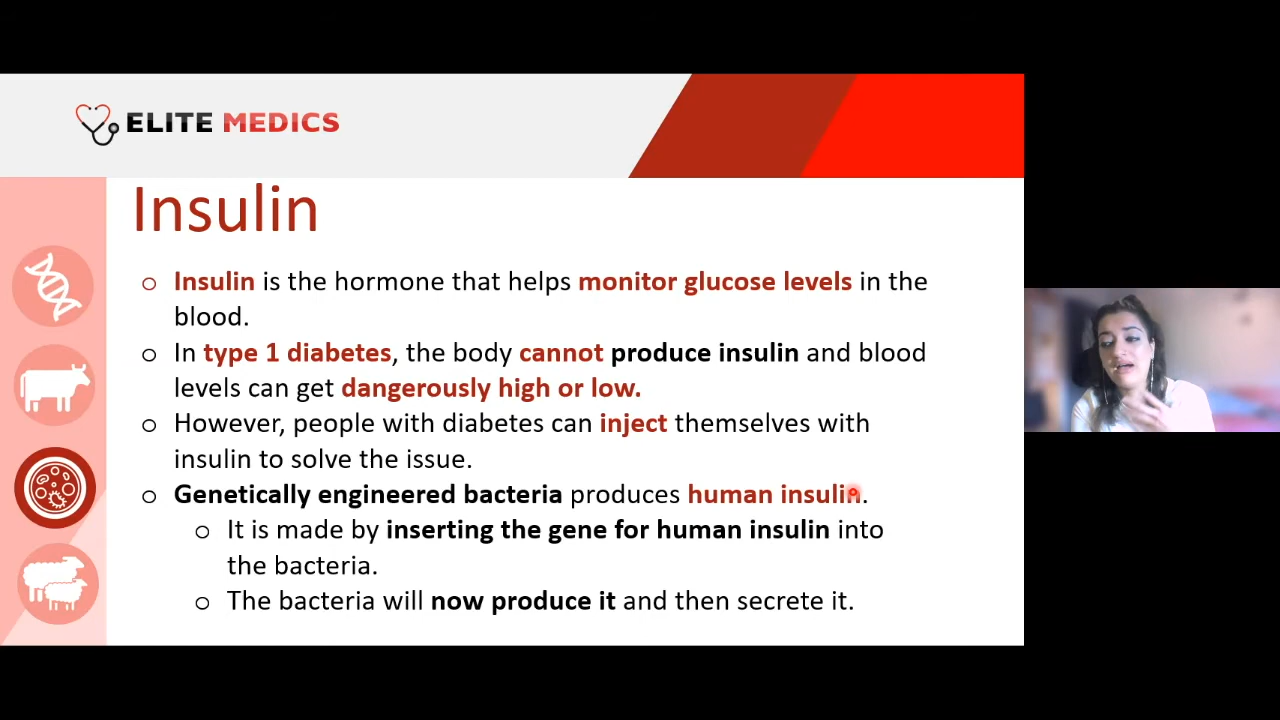 ELITE MEDICS
Insulin
o Insulin is the hormone that helps monitor glucose levels in the
blood.
o In type 1 diabetes, the body cannot produce insulin and blood
levels can get dangerously high or low.
o However, people with diabetes can inject themselves with
insulin to solve the issue.
o Genetically engineered bacteria produces human insulin.
o It is made by inserting the gene for human insulin into
the bacteria.
o The bacteria will now produce it and then secrete it.